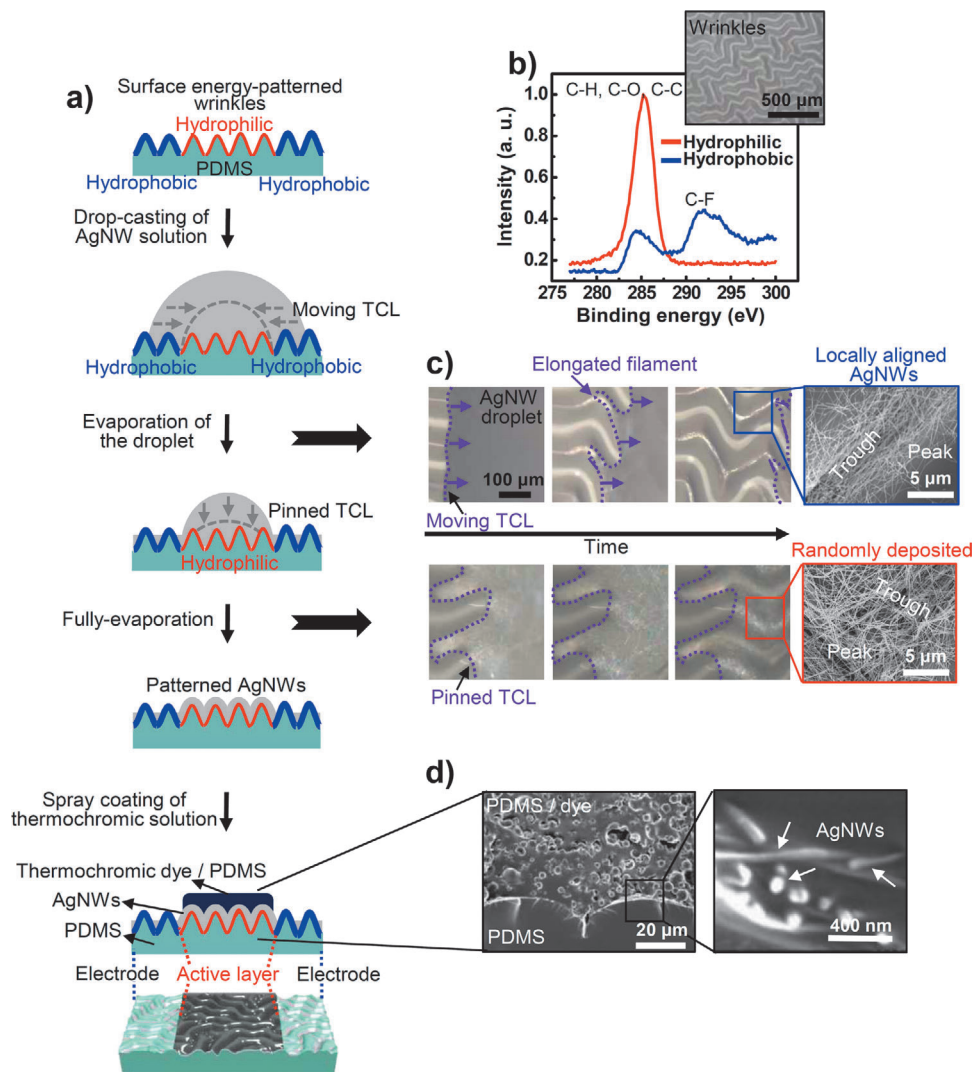 a)
Surface energy-patterned
wrinkles
Hydrophilic
PDMS
Hydrophobic
Hydrophobic
Drop-casting of
AgNW solution
Moving TCL
Hydrophobic
Hydrophobic
Evaporation of
the droplet
Pinned TCL
Hydrophilic
Fully-evaporation
Patterned AgNWs
Spray coating of
thermochromic solution
Thermochromic dye / PDMS
AgNWs
PDMS
Electrode
Active layer
Electrode
b)
Wrinkles
500 µm
C-H, C-O, C-C
Hydrophilic
Hydrophobic
C-F
Intensity (a. u.)
1.0
0.8
0.6
0.4
0.2
275
280
285
290
295
300
Binding energy (eV)
c)
Elongated filament
Locally aligned
AgNWs
AgNW
droplet
100 µm
Trough
Peak
5 µm
Moving TCL
Time
Randomly deposited
Trough
Peak
5 µm
Pinned TCL
d)
PDMS / dye
PDMS
20 µm
AgNWs
400 nm